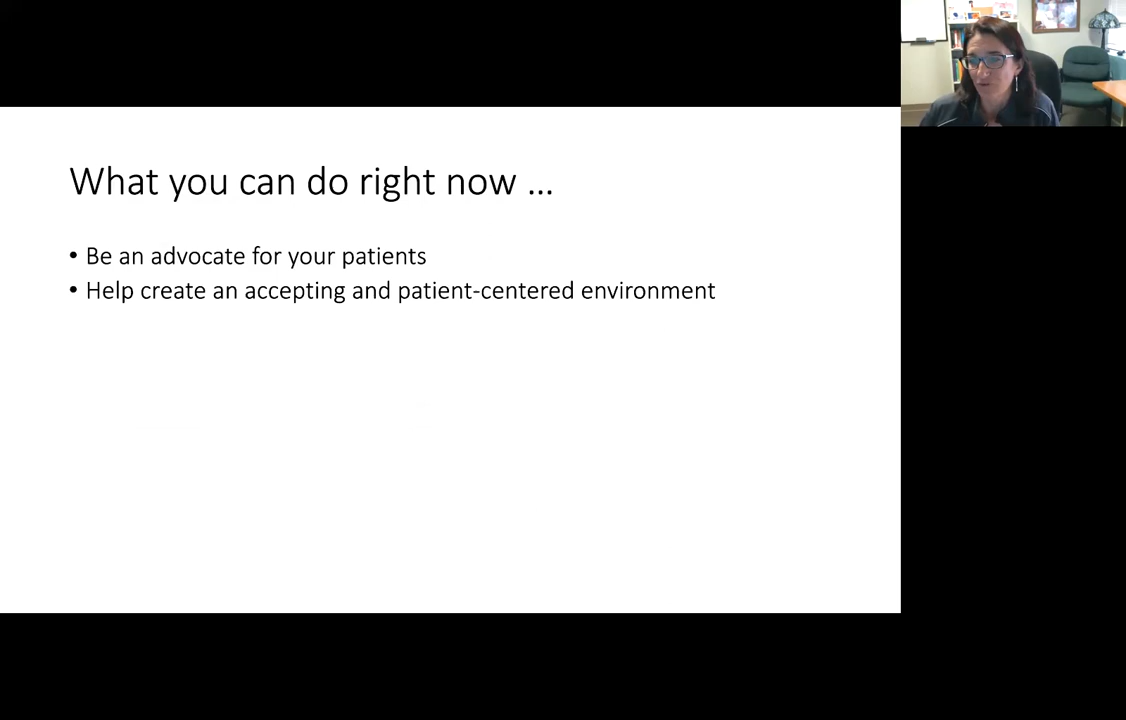 What you can do right now ...
• Be an advocate for your patients
• Help create an accepting and patient-centered environment